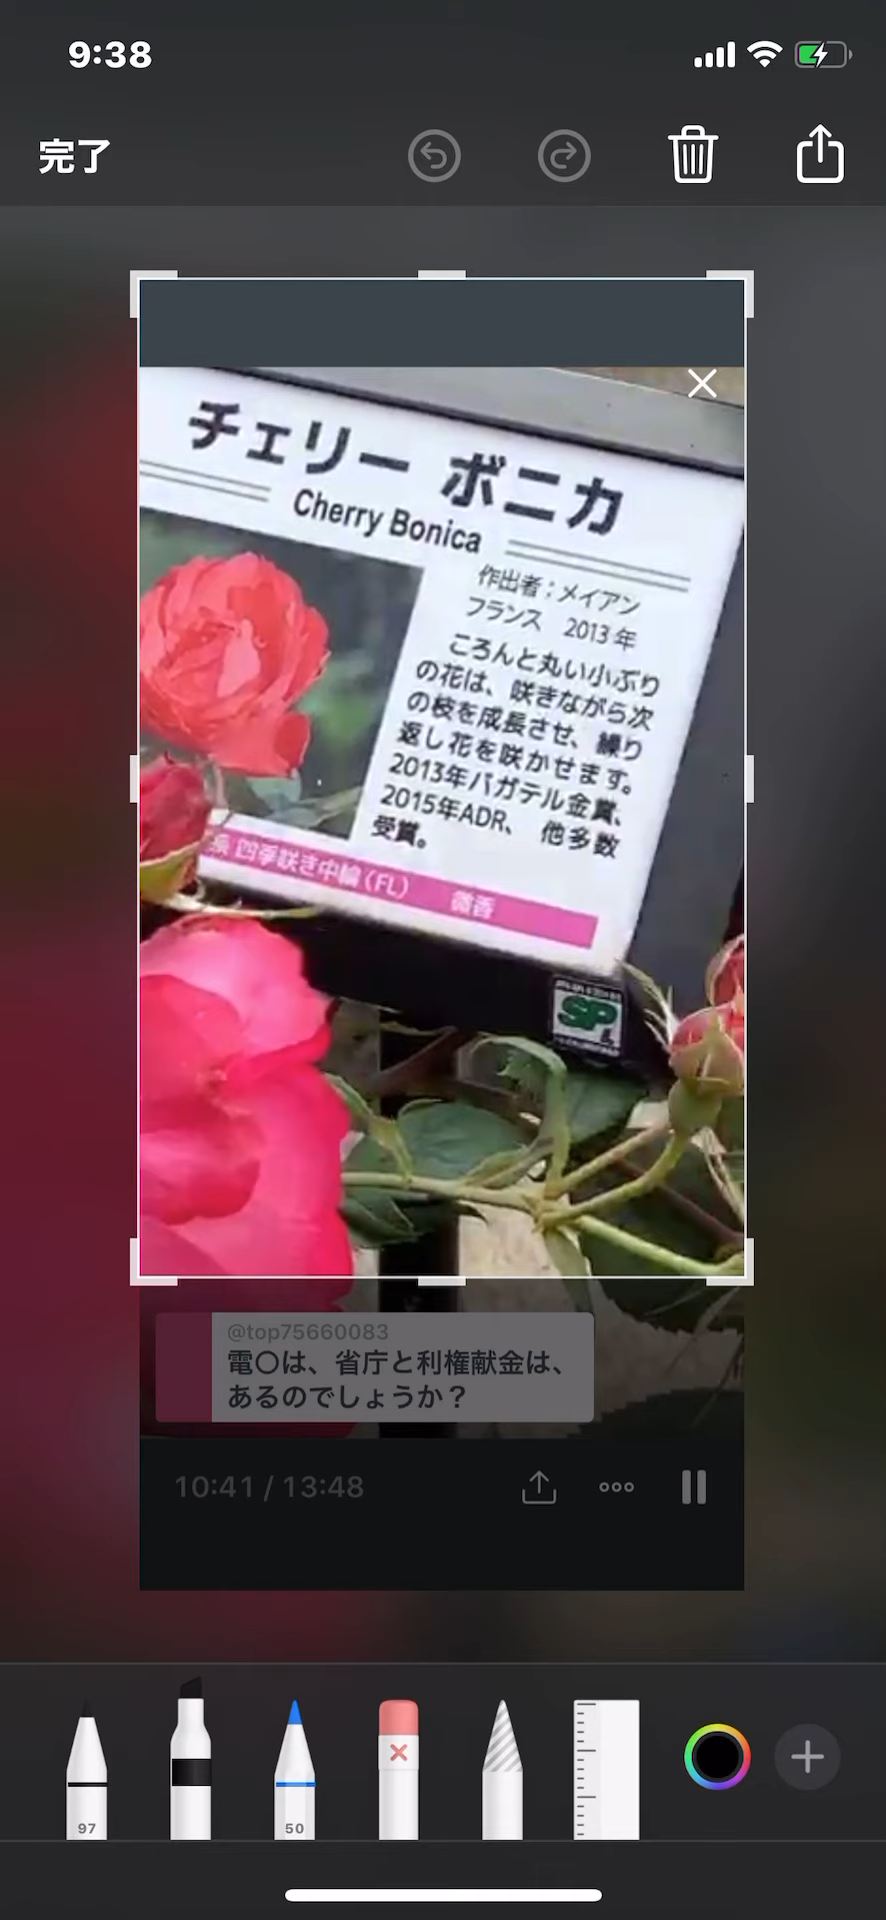 9:38
完了
チェリー ボニカ
Cherry Bonica
作出者；メイアン
フランス 2013年
ころんと丸い小ぶり
の花は、咲きながら次
の枝を成長させ、繰り
返し花を咲かせます。
2013年バガテル金賞、
2015年ADR、 他多数
受賞。
四季咲き中輪（FL） 微香
SP
L
@top75660083
電〇は、省庁と利権献金は、
あるのでしょうか？
10:41 / 13:48
97
50